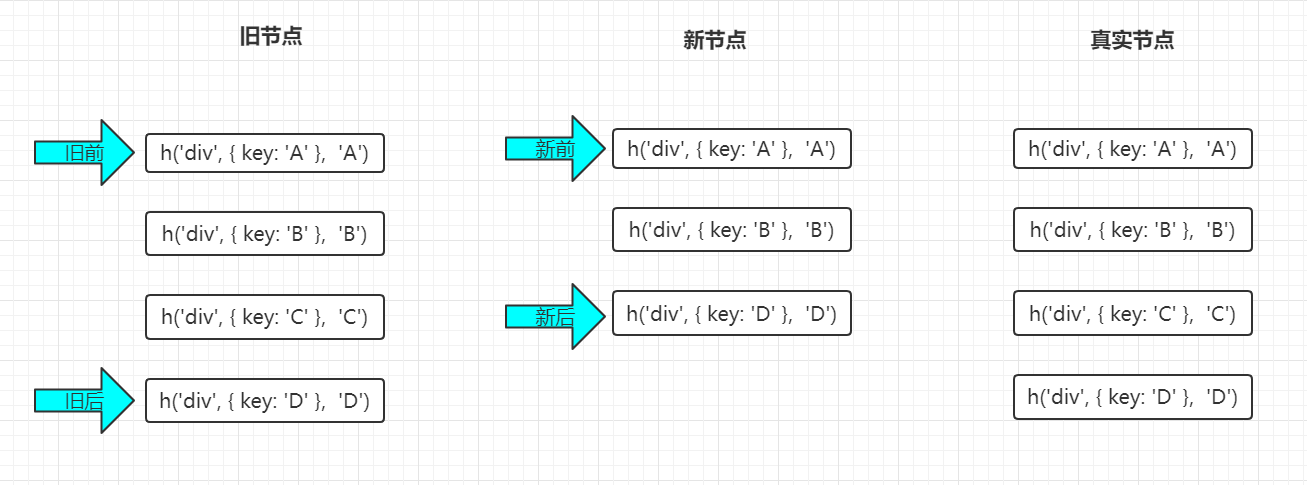 旧节点
新节点
真实节点
旧前
h('div', { key: 'A' },  'A')
新前
h('div', { key: 'A' },  'A')
h('div', { key: 'A' },  'A')
h('div', { key: 'B' },  'B')
h('div', { key: 'B' },  'B')
h('div', { key: 'B' },  'B')
h('div', { key: 'C' },  'C')
新后
h('div', { key: 'D' },  'D')
h('div', { key: 'C' },  'C')
旧后
h('div', { key: 'D' },  'D')
h('div', { key: 'D' },  'D')